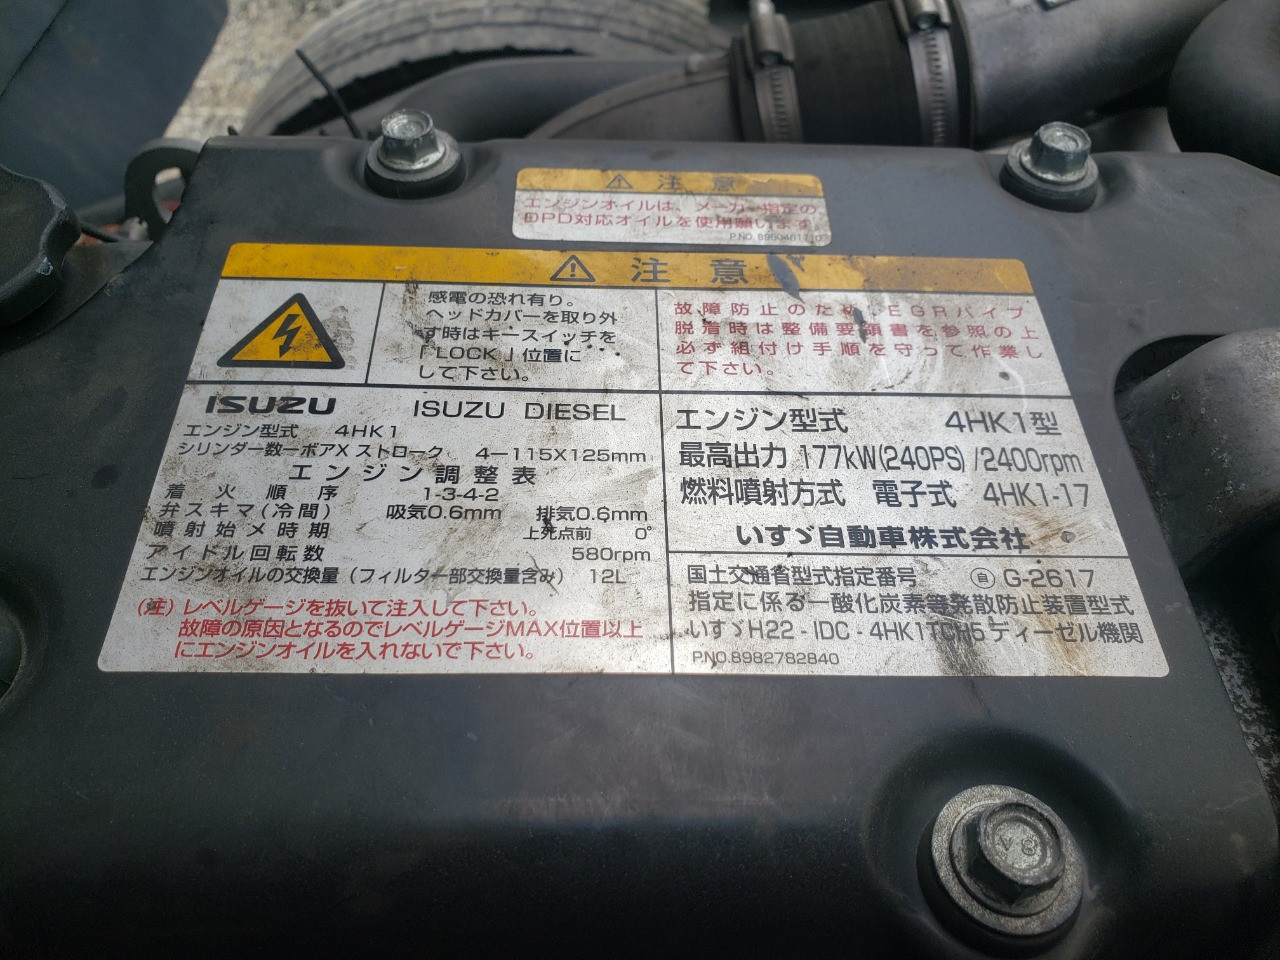 注意
エンジンオイルは、メーカー指定の
DPD対応オイルを使用願います
P.NO.8980461710
注意
感電の恐れ有り。
ヘッドカバーを取り外
す時はキースイッチを
「LOCK」位置に
して下さい。
故障防止のため、EGRパイプ
脱着時は整備要領書を参照の上
必ず組付け手順を守って作業し
て下さい。
ISUZU ISUZU DIESEL
エンジン型式 4HK1
シリンダー数ーボアXストローク 4ー115X125mm
エンジン調整表
着火順序 1-3-4-2
弁スキマ(冷間) 吸気0.6mm 排気0.6mm
噴射始メ時期 上死点前 0°
アイドル回転数 580rpm
エンジンオイルの交換量(フィルター部交換量含み) 12L
(注)レベルゲージを抜いて注入して下さい。
故障の原因となるのでレベルゲージMAX位置以上
にエンジンオイルを入れないで下さい。
エンジン型式 4HK1型
最高出力 177kW(240PS)/2400rpm
燃料噴射方式 電子式 4HK1-17
いすゞ自動車株式会社
国土交通省型式指定番号 自 G-2617
指定に係る一酸化炭素等発散防止装置型式
いすゞH22-IDC-4HK1TCH5ディーゼル機関
P.NO.8982782840
8.4